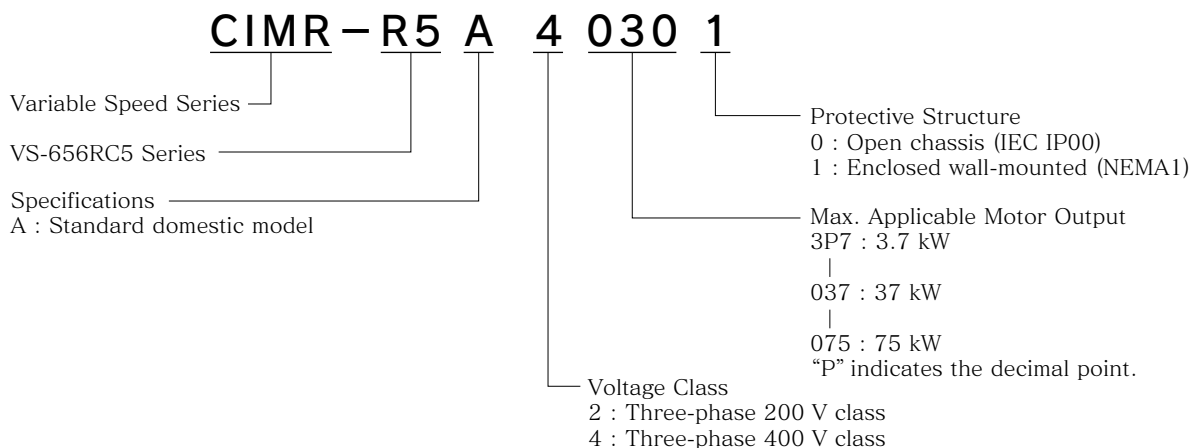 CIMR-R5 A 4 030 1
Variable Speed Series
VS-656RC5 Series
Specifications
A : Standard domestic model
Protective Structure
0 : Open chassis (IEC IP00)
1 : Enclosed wall-mounted (NEMA1)
Max. Applicable Motor Output
3P7 : 3.7 kW
037 : 37 kW
075 : 75 kW
“P” indicates the decimal point.
Voltage Class
2 : Three-phase 200 V class
4 : Three-phase 400 V class